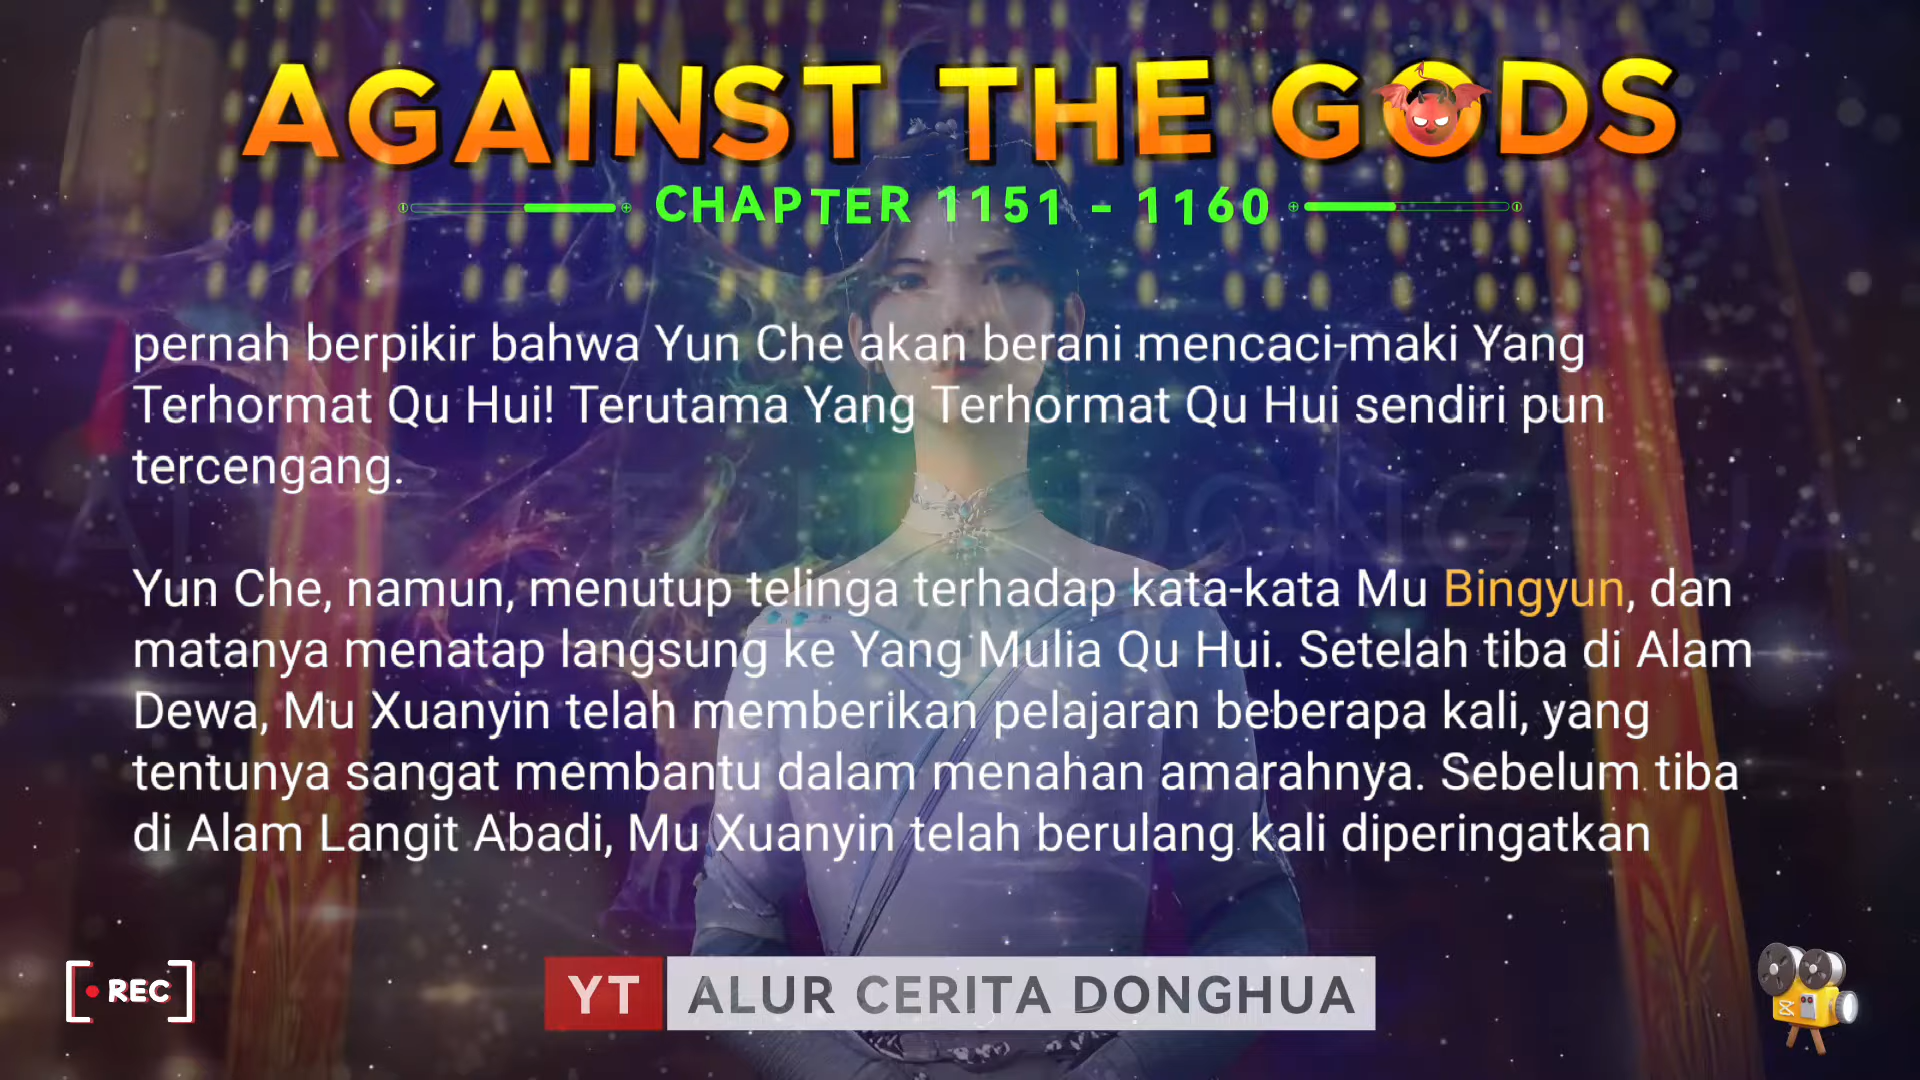 AGAINST THE GODS
CHAPTER 1151 - 1160
pernah berpikir bahwa Yun Che akan berani mencaci-maki Yang
Terhormat Qu Hui! Terutama Yang Terhormat Qu Hui sendiri pun
tercengang.
Yun Che, namun, menutup telinga terhadap kata-kata Mu Bingyun, dan
matanya menatap langsung ke Yang Mulia Qu Hui. Setelah tiba di Alam
Dewa, Mu Xuanyin telah memberikan pelajaran beberapa kali, yang
tentunya sangat membantu dalam menahan amarahnya. Sebelum tiba
di Alam Langit Abadi, Mu Xuanyin telah berulang kali diperingatkan
REC
YT ALUR CERITA DONGHUA